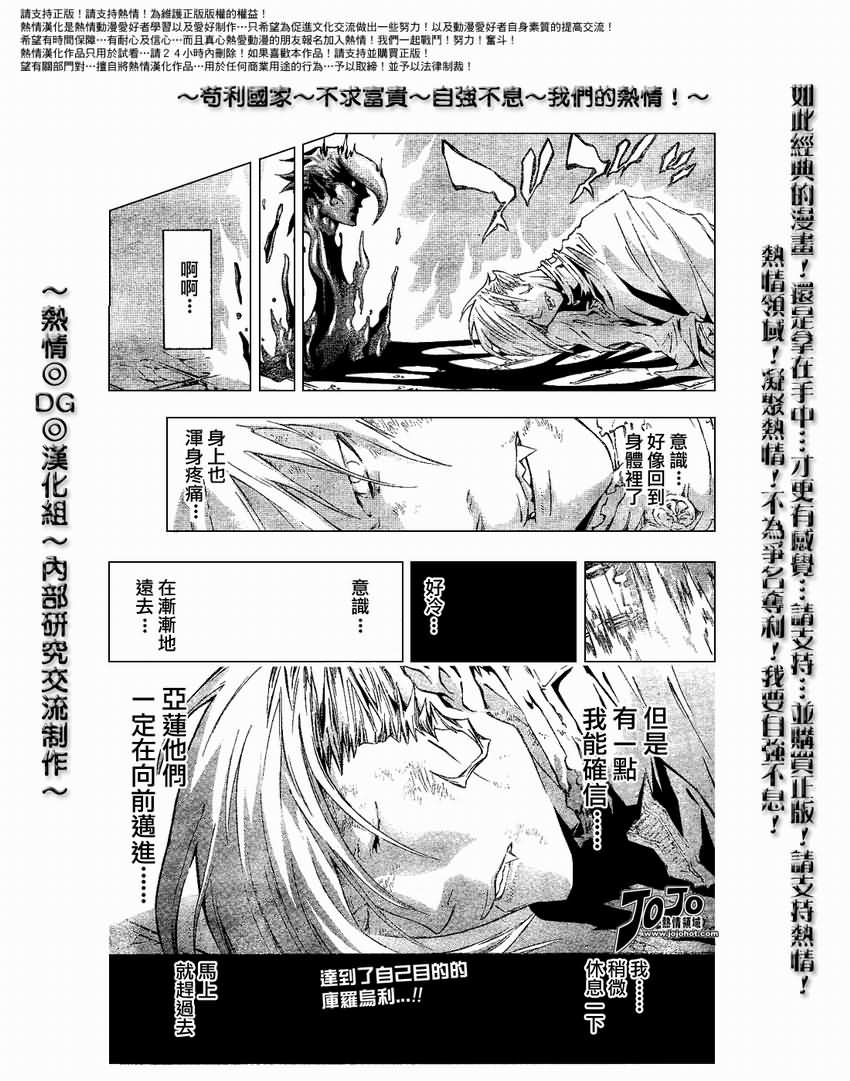 請支持正版！請支持熱情！為維護正版版權的權益！
熱情漢化是熱情動漫愛好者學習以及愛好制作…只希望為促進文化交流做出一些努力！以及動漫愛好者自身素質的提高交流！
希望有時間保障…有耐心及信心…而且真心熱愛動漫的朋友報名加入熱情！我們一起戰鬥！努力！奮斗！
熱情漢化作品只用於試看…請２４小時內刪除！如果喜歡本作品！請支持並購買正版！
望有關部門對…擅自將熱情漢化作品…用於任何商業用途的行為…予以取締！並予以法律制裁！
～苟利國家～不求富貴～自強不息～我們的熱情！～
如此經典的漫畫！還是拿在手中…才更有感覺…請支持…並購買正版！請支持熱情！
熱情領域！凝聚熱情！不為爭名奪利！我要自強不息！
～熱情◎DG◎漢化組～內部研究交流制作～
啊啊…
意識…
好像回到
身體裡了
身上也
渾身疼痛…
好冷…
意識…
在漸漸地
遠去…
但是
有一點
我能確信……
亞蓮他們
一定在向前邁進……
JOJO
熱情領域
www.jojohot.com
我……
稍微
休息一下
達到了自己目的的
庫羅烏利…!!
馬上
就趕過去